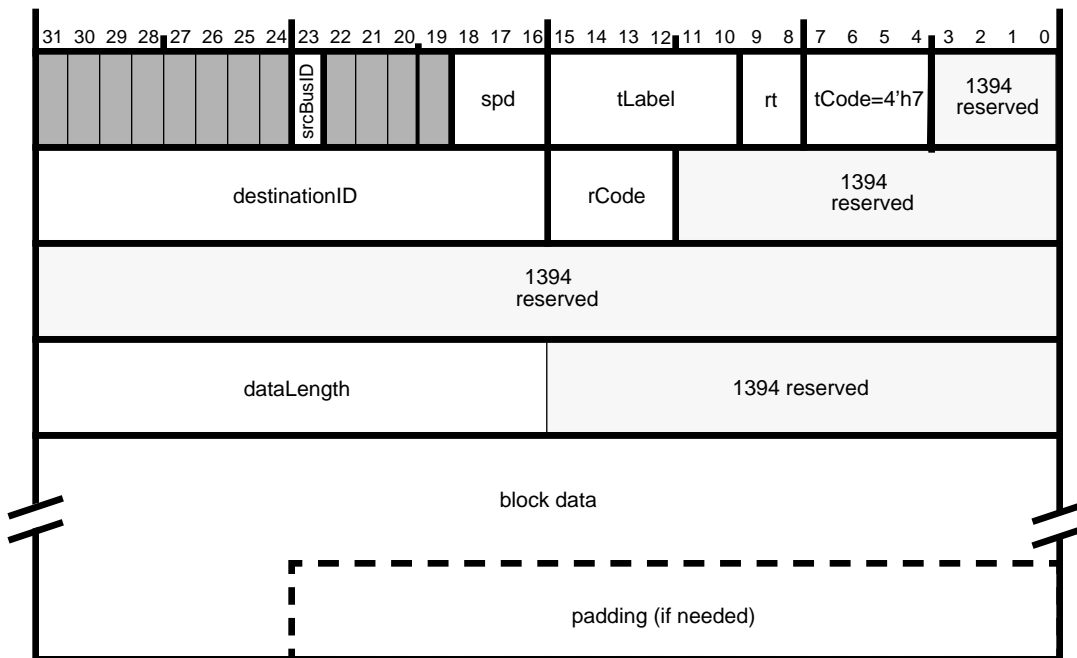 31 30 29 28 27 26 25 24 23 22 21 20 19 18 17 16 15 14 13 12 11 10 9 8 7 6 5 4 3 2 1 0
srcBusID
spd
tLabel
rt
tCode=4’h7
1394
reserved
destinationID
rCode
1394
reserved
1394
reserved
dataLength
1394 reserved
block data
padding (if needed)